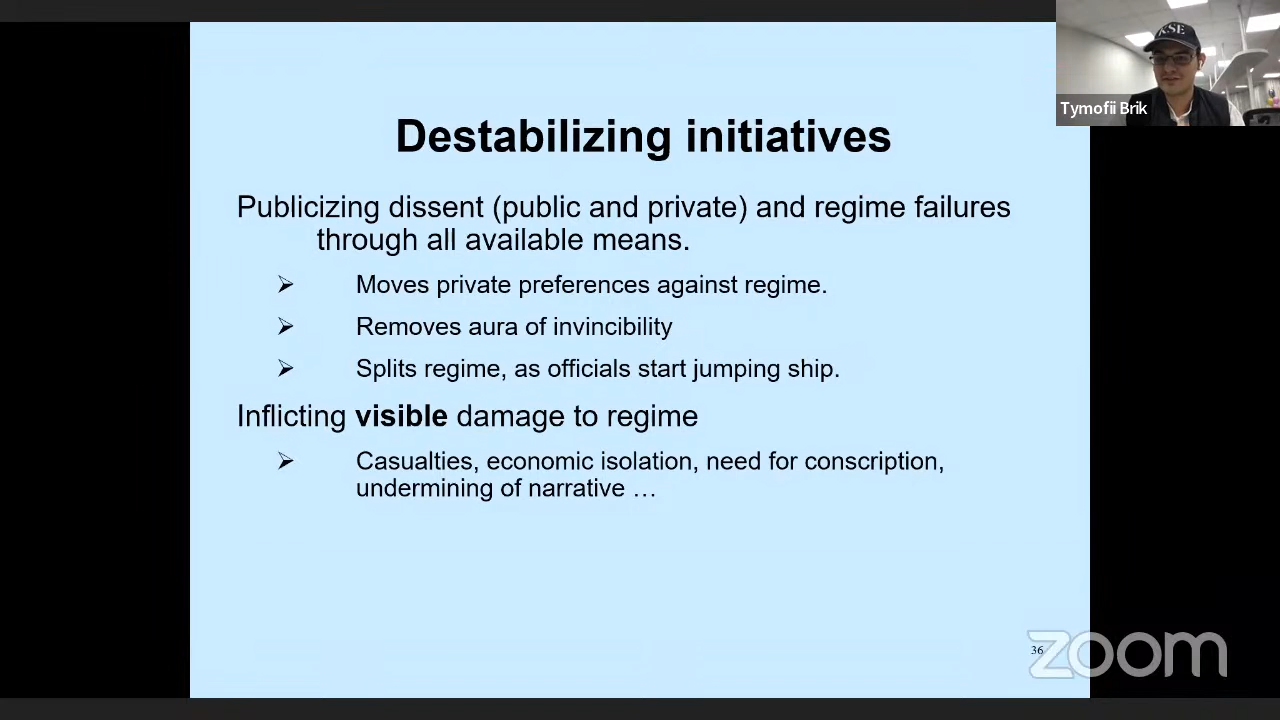 KSE
Tymofii Brik
Destabilizing initiatives
Publicizing dissent (public and private) and regime failures
through all available means.
➢ Moves private preferences against regime.
➢ Removes aura of invincibility
➢ Splits regime, as officials start jumping ship.
Inflicting visible damage to regime
➢ Casualties, economic isolation, need for conscription,
undermining of narrative …
36
zoom